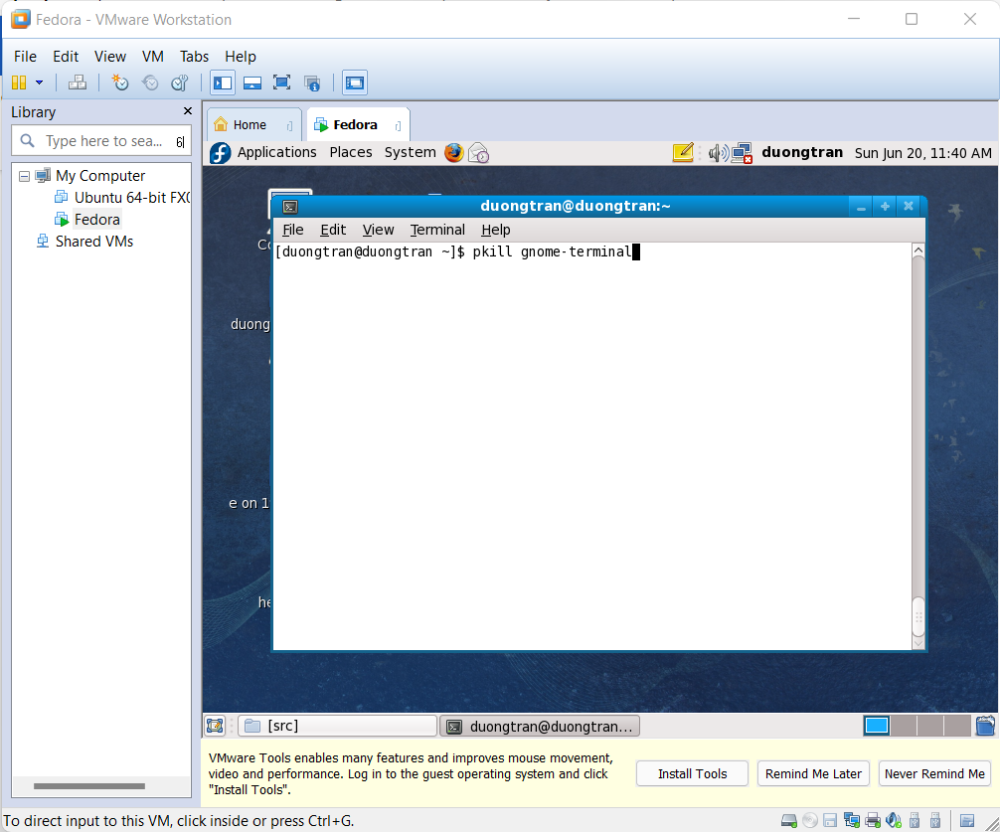 Fedora - VMware Workstation
File Edit View VM Tabs Help
Library
Type here to sea...
My Computer
Ubuntu 64-bit FX
Fedora
Shared VMs
Home
Fedora
Applications Places System
duongtran Sun Jun 20, 11:40 AM
duongtran@duongtran:~
File Edit View Terminal Help
[duongtran@duongtran ~]$ pkill gnome-terminal
Co
duong
e on 1
he
[src]
duongtran@duongtran...
VMware Tools enables many features and improves mouse movement,
video and performance. Log in to the guest operating system and click
"Install Tools".
Install Tools
Remind Me Later
Never Remind Me
To direct input to this VM, click inside or press Ctrl+G.